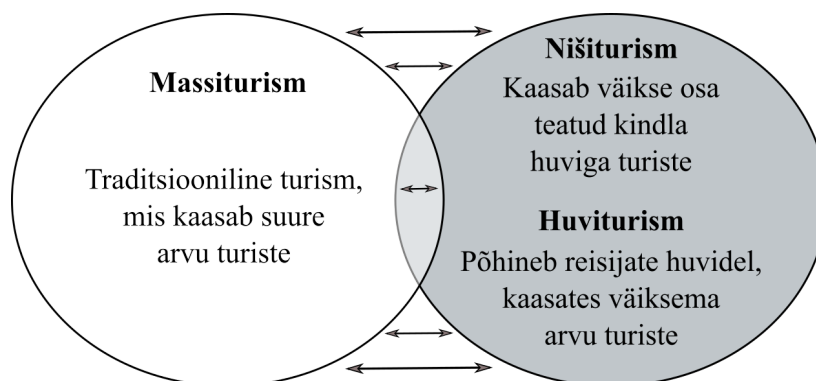 Massiturism
Traditsiooniline turism,
mis kaasab suure
arvu turiste
Nišiturism
Kaasab väikse osa
teatud kindla
huviga turiste
Huviturism
Põhineb reisijate huvidel,
kaasates väiksema
arvu turiste